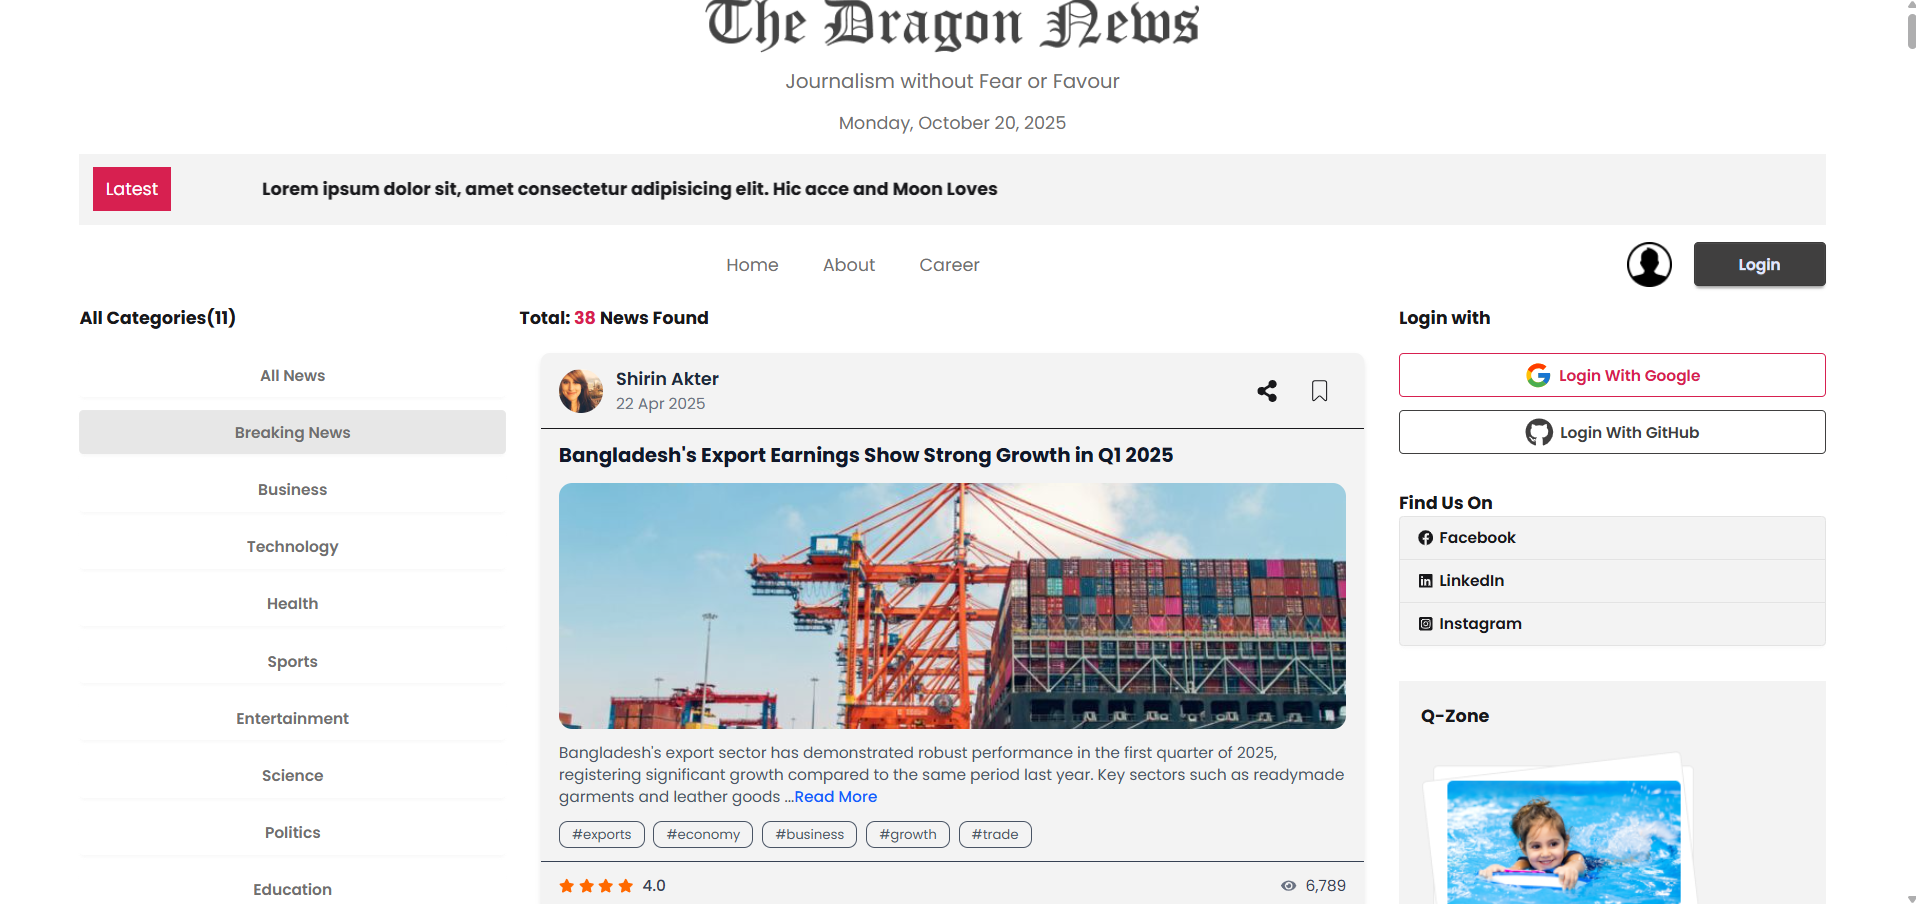 The Dragon News
Journalism without Fear or Favour
Monday, October 20, 2025
Latest
Lorem ipsum dolor sit, amet consectetur adipisicing elit. Hic acce and Moon Loves
Home About Career
Login
All Categories(11)
All News
Breaking News
Business
Technology
Health
Sports
Entertainment
Science
Politics
Education
Total: 38 News Found
Shirin Akter
22 Apr 2025
Bangladesh's Export Earnings Show Strong Growth in Q1 2025
Bangladesh's export sector has demonstrated robust performance in the first quarter of 2025,
registering significant growth compared to the same period last year. Key sectors such as readymade
garments and leather goods ...Read More
#exports #economy #business #growth #trade
4.0 6,789
Login with
Login With Google
Login With GitHub
Find Us On
Facebook
LinkedIn
Instagram
Q-Zone